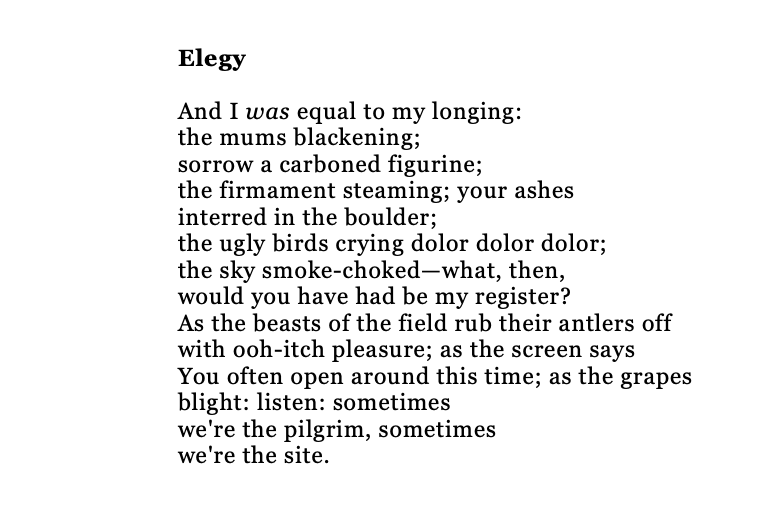 Elegy
And I was equal to my longing:
the mums blackening;
sorrow a carboned figurine;
the firmament steaming; your ashes
interred in the boulder;
the ugly birds crying dolor dolor dolor;
the sky smoke-choked—what, then,
would you have had be my register?
As the beasts of the field rub their antlers off
with ooh-itch pleasure; as the screen says
You often open around this time; as the grapes
blight: listen: sometimes
we're the pilgrim, sometimes
we're the site.